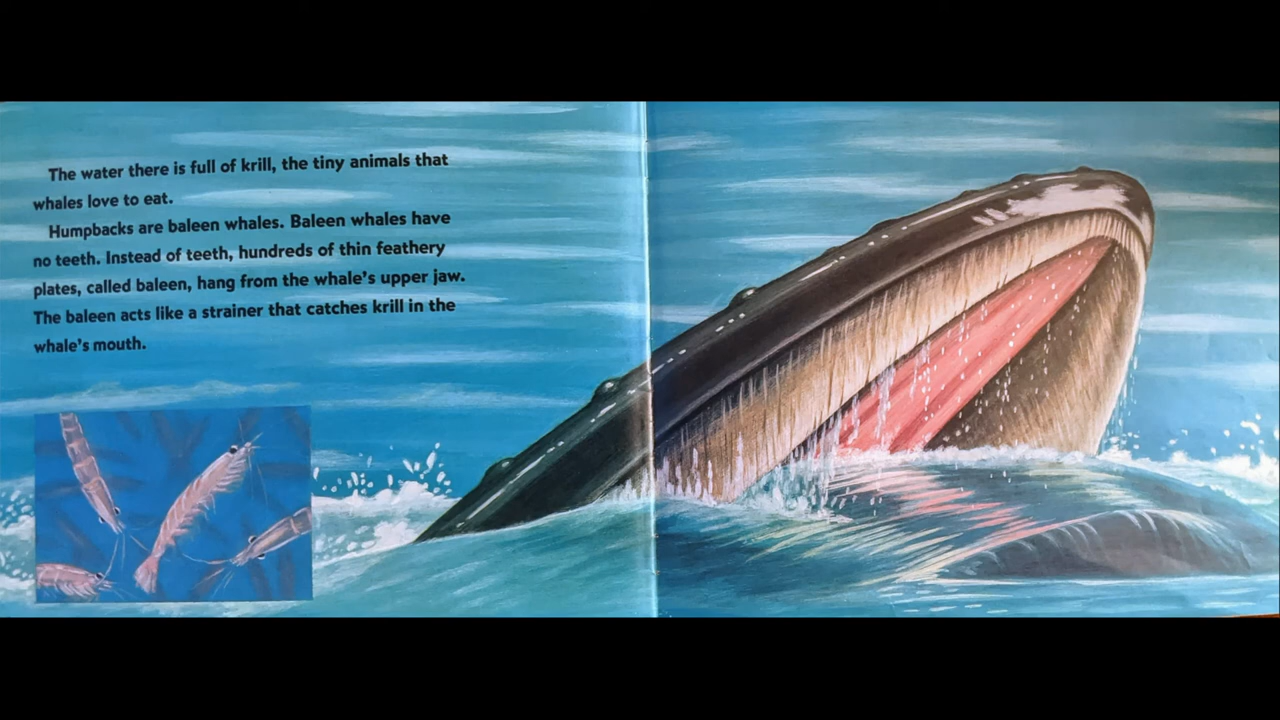 The water there is full of krill, the tiny animals that
whales love to eat.
Humpbacks are baleen whales. Baleen whales have
no teeth. Instead of teeth, hundreds of thin feathery
plates, called baleen, hang from the whale's upper jaw.
The baleen acts like a strainer that catches krill in the
whale's mouth.